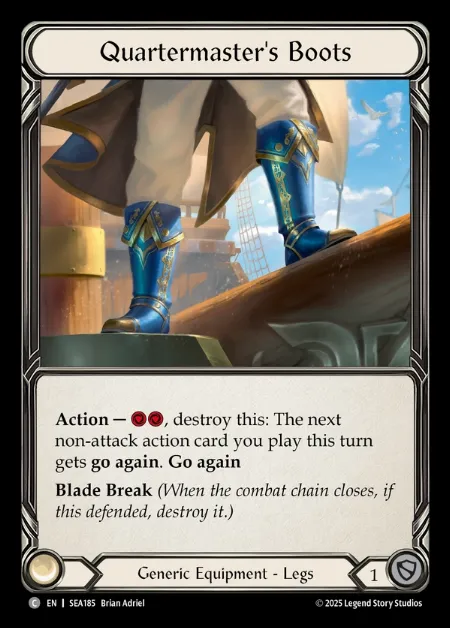 Quartermaster's Boots
Action — , destroy this: The next
non-attack action card you play this turn
gets go again. Go again
Blade Break (When the combat chain closes, if
this defended, destroy it.)
Generic Equipment - Legs
1
C EN | SEA185 Brian Adriel
© 2025 Legend Story Studios